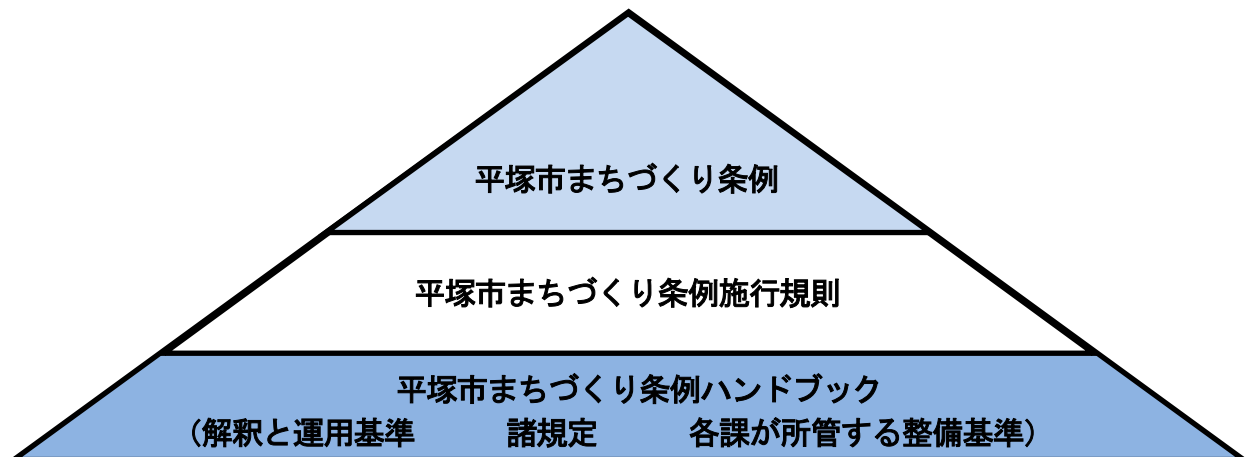 平塚市まちづくり条例
平塚市まちづくり条例施行規則
平塚市まちづくり条例ハンドブック
（解釈と運用基準　　　諸規定　　　各課が所管する整備基準）